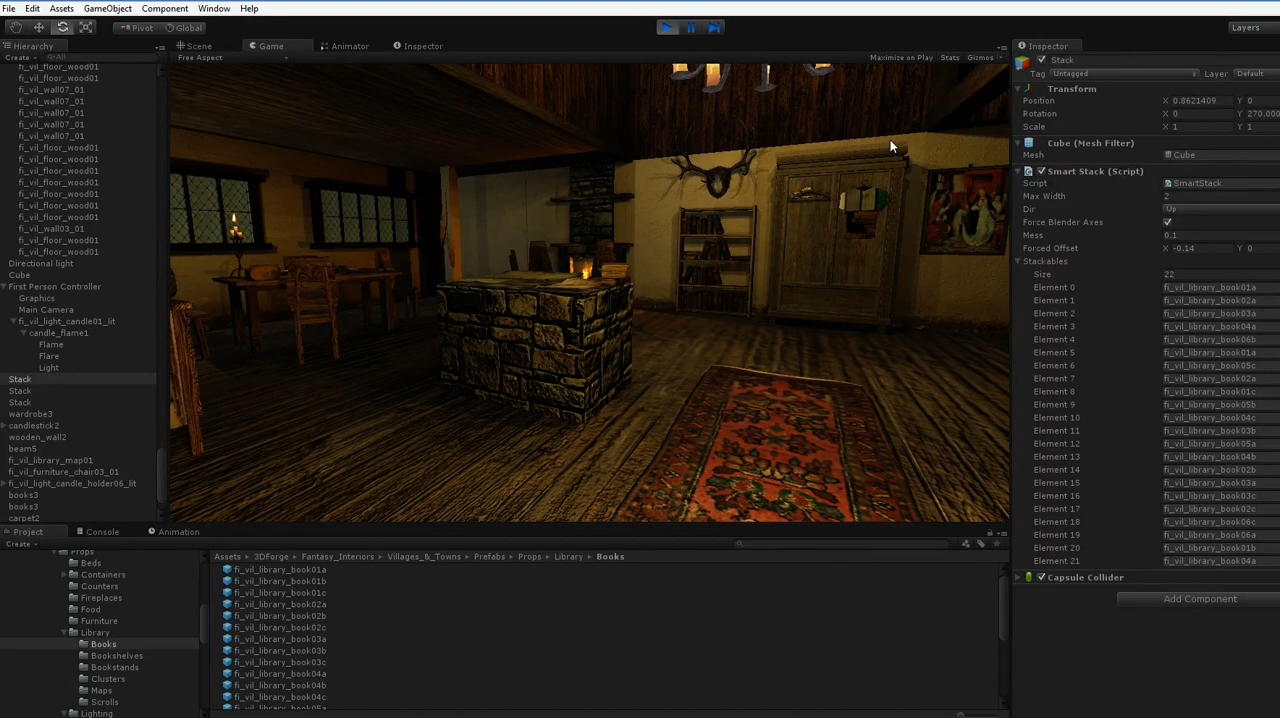 File Edit Assets GameObject Component Window Help
Pivot Global Layers
Hierarchy
Create All
fi_vil_floor_wood01
fi_vil_floor_wood01
fi_vil_wall07_01
fi_vil_wall07_01
fi_vil_wall07_01
fi_vil_wall07_01
fi_vil_wall07_01
fi_vil_floor_wood01
fi_vil_floor_wood01
fi_vil_floor_wood01
fi_vil_floor_wood01
fi_vil_floor_wood01
fi_vil_floor_wood01
fi_vil_floor_wood01
fi_vil_wall03_01
fi_vil_floor_wood01
fi_vil_floor_wood01
Directional light
Cube
First Person Controller
Graphics
Main Camera
fi_vil_light_candle01_lit
candle_flame1
Flame
Flare
Light
Stack
Stack
Stack
wardrobe3
candlestick2
wooden_wall2
beam5
fi_vil_library_map01
fi_vil_furniture_chair03_01
fi_vil_light_candle_holder06_lit
books3
books3
carpet2
Scene Game Animator Inspector
Free Aspect Maximize on Play Stats Gizmos
Inspector
Stack
Tag Untagged Layer Default
Transform
Position X 0.8621409 Y 0
Rotation X 0 Y 270.000
Scale X 1 Y 1
Cube (Mesh Filter)
Mesh Cube
Smart Stack (Script)
Script SmartStack
Max Width 2
Dir Up
Force Blender Axes
Mess 0.1
Forced Offset X -0.14 Y 0
Stackables
Size 22
Element 0 fi_vil_library_book01a
Element 1 fi_vil_library_book02a
Element 2 fi_vil_library_book03a
Element 3 fi_vil_library_book04a
Element 4 fi_vil_library_book06b
Element 5 fi_vil_library_book01a
Element 6 fi_vil_library_book05c
Element 7 fi_vil_library_book02a
Element 8 fi_vil_library_book01c
Element 9 fi_vil_library_book05b
Element 10 fi_vil_library_book04c
Element 11 fi_vil_library_book03b
Element 12 fi_vil_library_book05a
Element 13 fi_vil_library_book04b
Element 14 fi_vil_library_book02b
Element 15 fi_vil_library_book03a
Element 16 fi_vil_library_book03c
Element 17 fi_vil_library_book02c
Element 18 fi_vil_library_book06c
Element 19 fi_vil_library_book06a
Element 20 fi_vil_library_book01b
Element 21 fi_vil_library_book04a
Capsule Collider
Add Component
Project Console Animation
Create
Props
Beds
Containers
Counters
Fireplaces
Food
Furniture
Library
Books
Bookshelves
Bookstands
Clusters
Maps
Scrolls
Lighting
Assets 3DForge Fantasy_Interiors Villages_&_Towns Prefabs Props Library Books
fi_vil_library_book01a
fi_vil_library_book01b
fi_vil_library_book01c
fi_vil_library_book02a
fi_vil_library_book02b
fi_vil_library_book02c
fi_vil_library_book03a
fi_vil_library_book03b
fi_vil_library_book03c
fi_vil_library_book04a
fi_vil_library_book04b
fi_vil_library_book04c
fi_vil_library_book05a